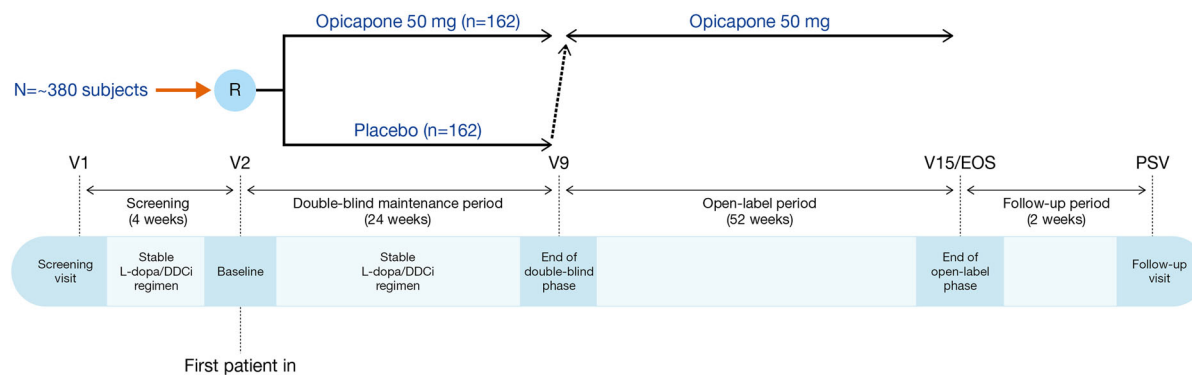 Opicapone 50 mg (n=162)
Opicapone 50 mg
N=~380 subjects
R
Placebo (n=162)
V1
V2
V9
V15/EOS
PSV
Screening
(4 weeks)
Double-blind maintenance period
(24 weeks)
Open-label period
(52 weeks)
Follow-up period
(2 weeks)
Screening
visit
Stable
L-dopa/DDCi
regimen
Baseline
Stable
L-dopa/DDCi
regimen
End of
double-blind
phase
End of
open-label
phase
Follow-up
visit
First patient in